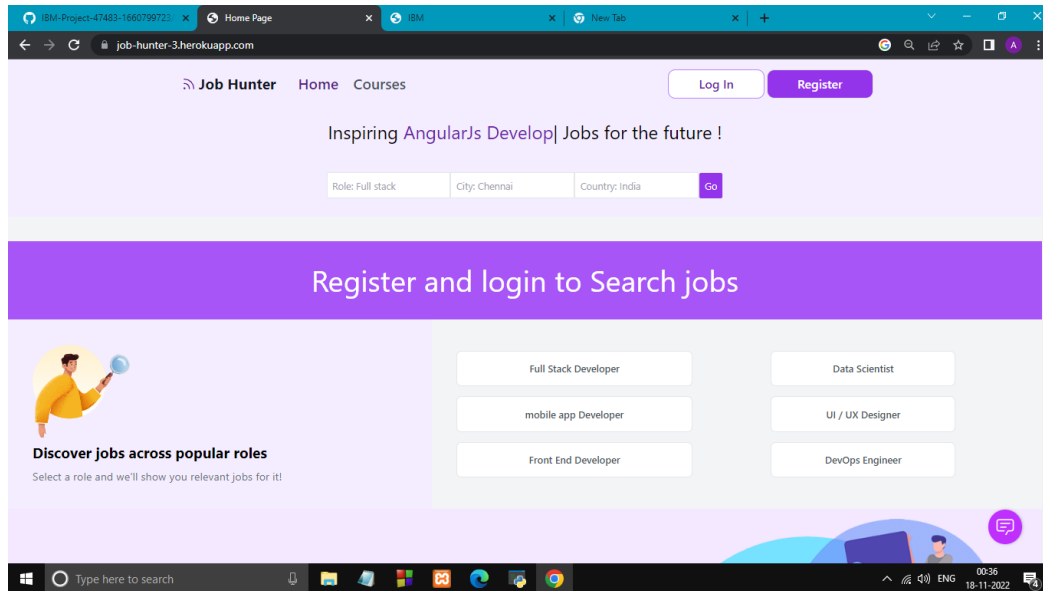 IBM-Project-47483-1660799723/
Home Page
IBM
New Tab
job-hunter-3.herokuapp.com
A
Job Hunter Home Courses Log In Register
Inspiring AngularJs Develop| Jobs for the future !
Role: Full stack City: Chennai Country: India Go
Register and login to Search jobs
Full Stack Developer Data Scientist
mobile app Developer UI / UX Designer
Front End Developer DevOps Engineer
Discover jobs across popular roles
Select a role and we'll show you relevant jobs for it!
Type here to search
ENG
00:36
18-11-2022
4